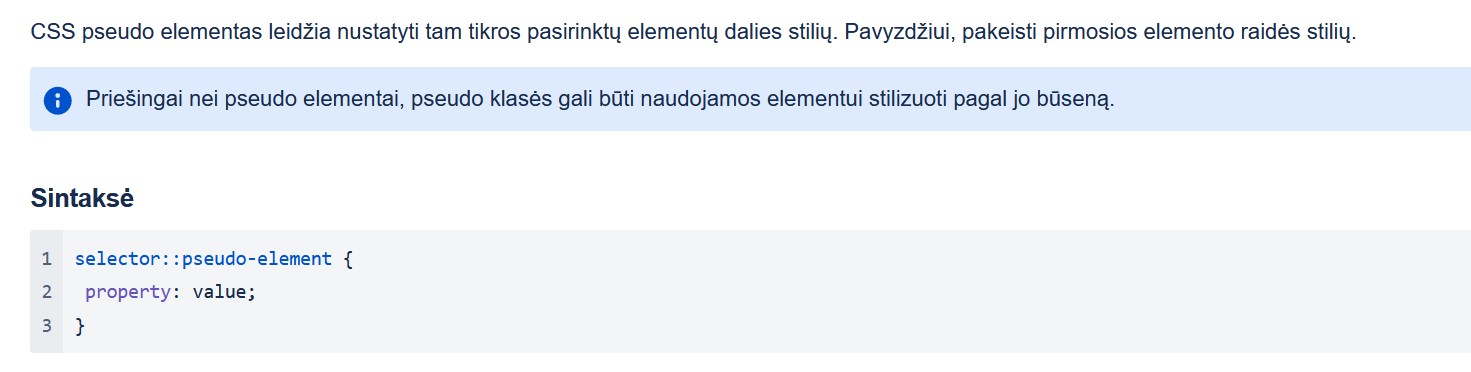 CSS pseudo elementas leidžia nustatyti tam tikros pasirinktų elementų dalies stilių. Pavyzdžiui, pakeisti pirmosios elemento raidės stilių.
Priešingai nei pseudo elementai, pseudo klasės gali būti naudojamos elementui stilizuoti pagal jo būseną.
Sintaksė
1 selector::pseudo-element {
2  property: value;
3 }